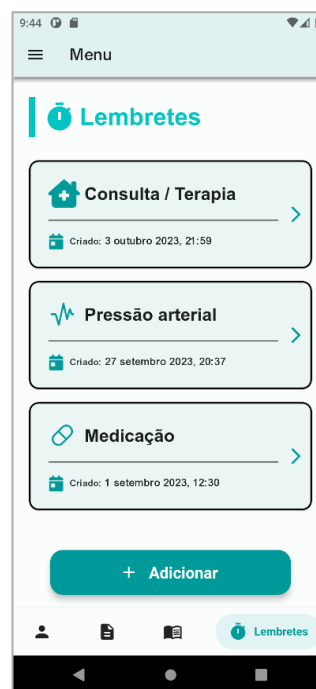 9:44
Menu
Lembretes
Consulta / Terapia
Criado: 3 outubro 2023, 21:59
Pressão arterial
Criado: 27 setembro 2023, 20:37
Medicação
Criado: 1 setembro 2023, 12:30
+ Adicionar
Lembretes